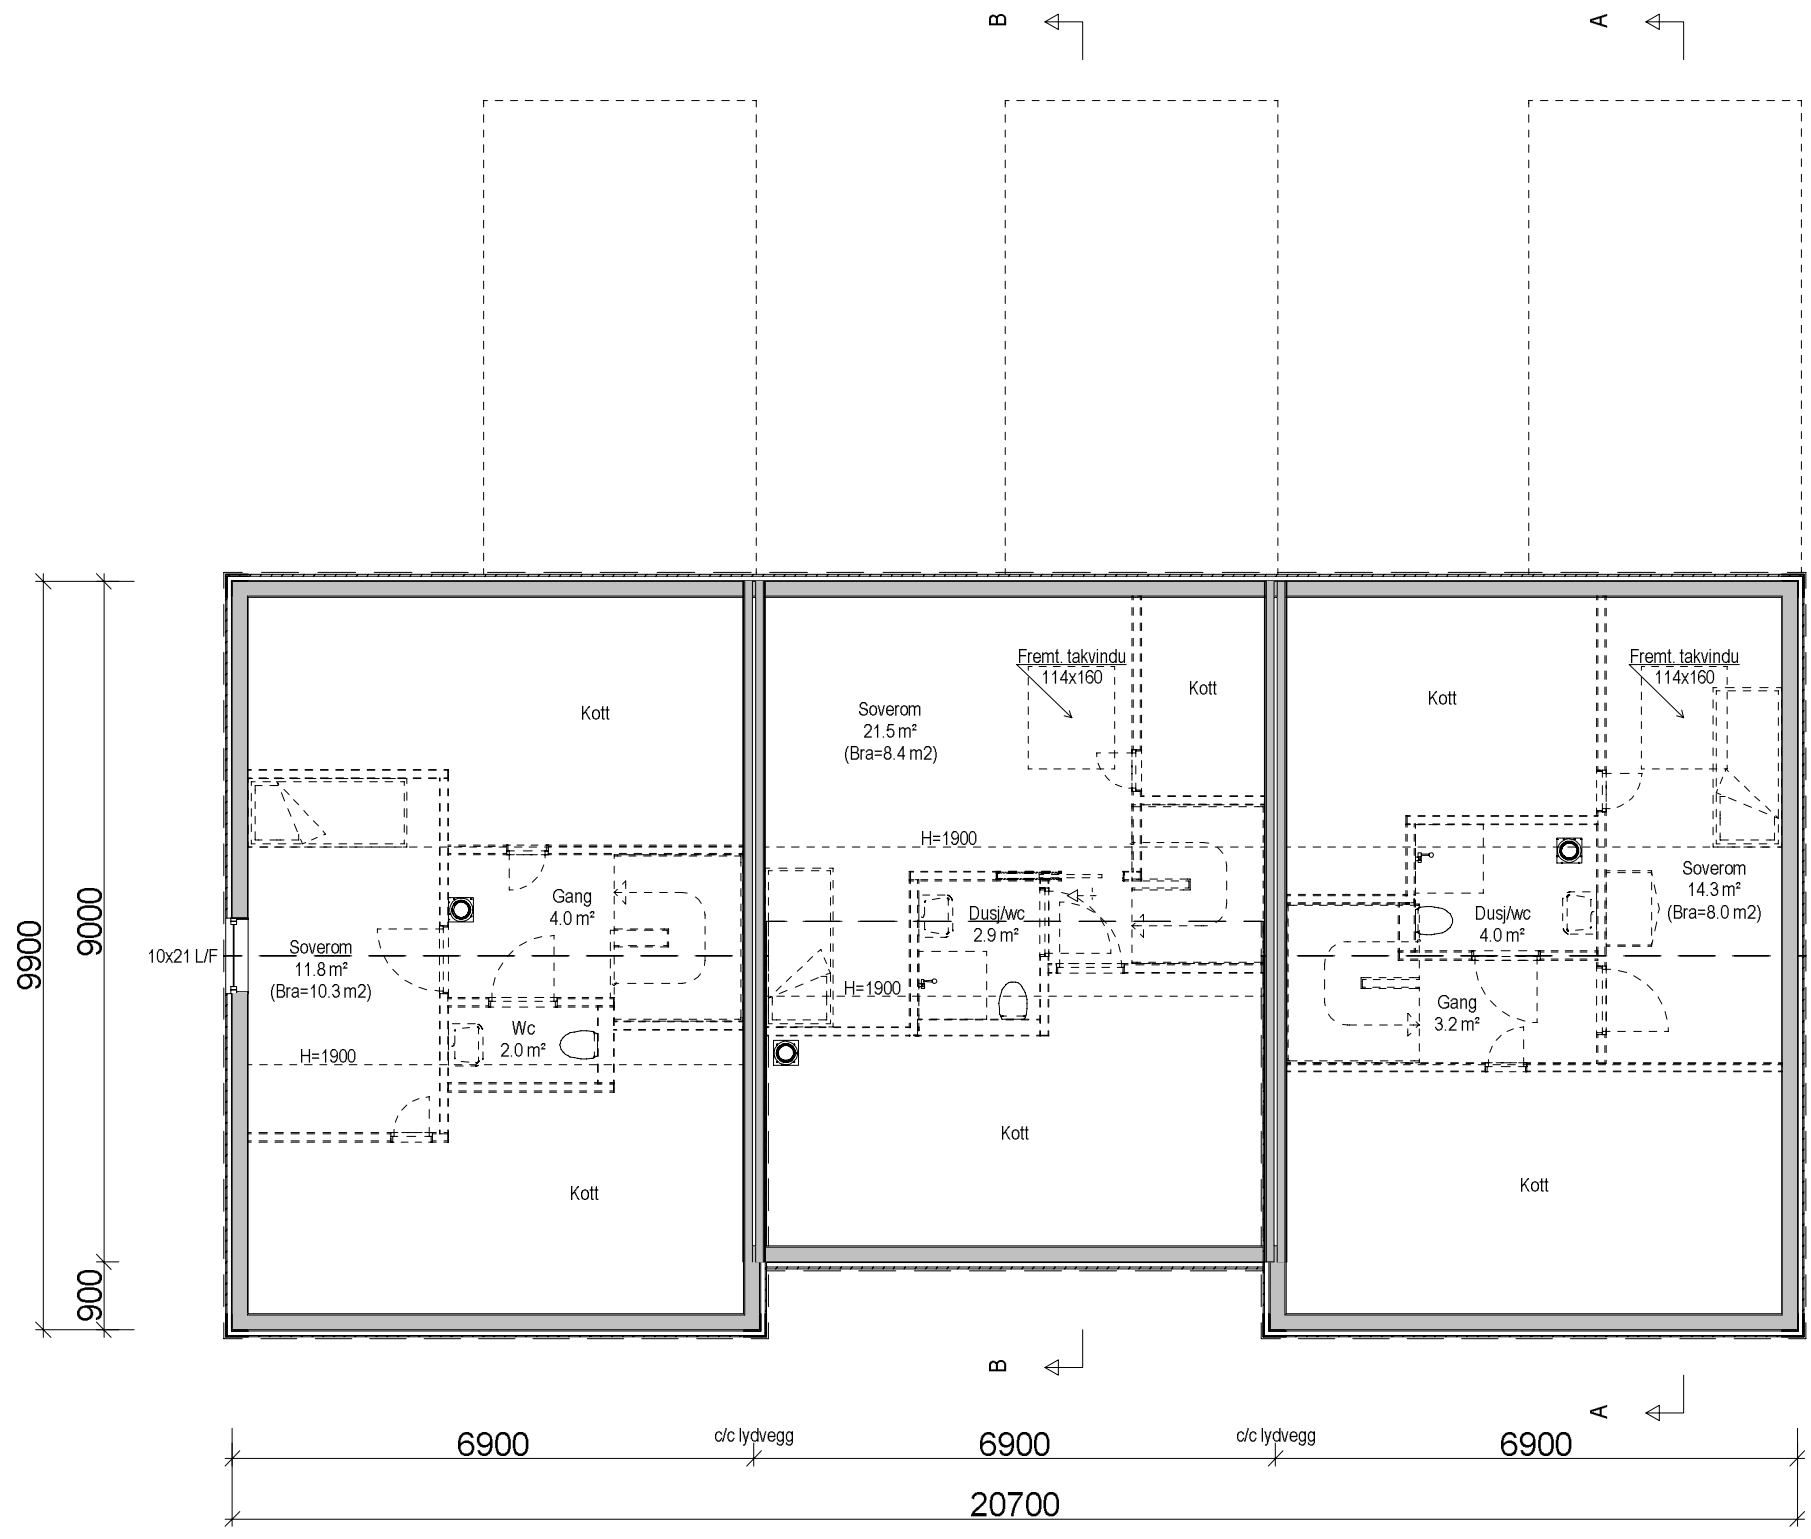 B
A
Fremt. takvindu
114x160
Fremt. takvindu
114x160
Kott
Kott
Kott
Soverom
21.5 m²
(Bra=8.4 m2)
H=1900
Soverom
14.3 m²
(Bra=8.0 m2)
Gang
4.0 m²
Dusj/wc
2.9 m²
Dusj/wc
4.0 m²
9900
9000
10x21 L/F
Soverom
11.8 m²
(Bra=10.3 m2)
H=1900
Gang
3.2 m²
Wc
2.0 m²
H=1900
Kott
Kott
Kott
900
B
A
6900
c/c lydvegg
6900
c/c lydvegg
6900
20700